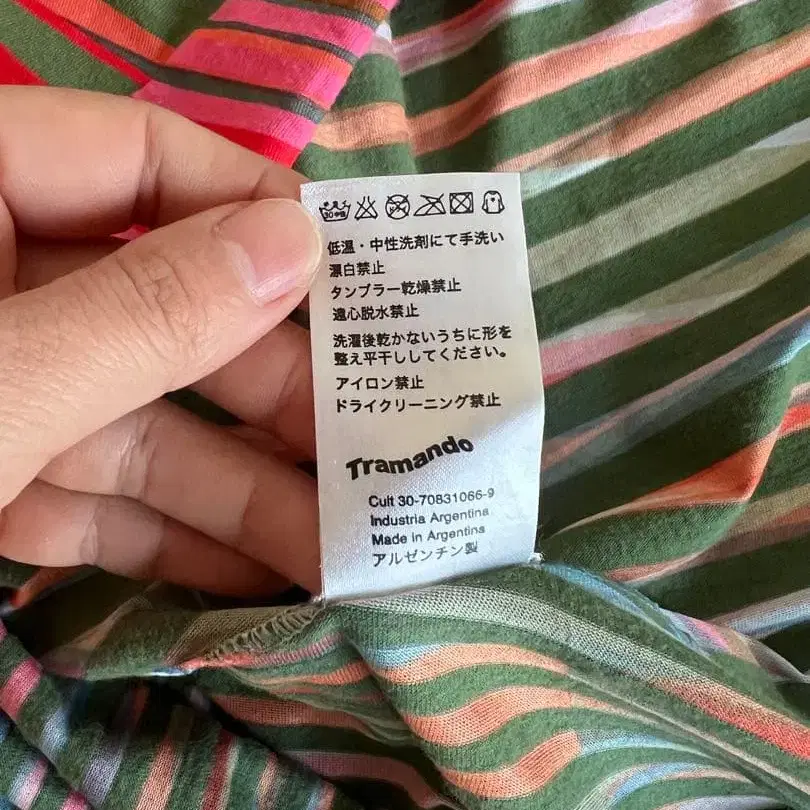 低温・中性洗剤にて手洗い
漂白禁止
タンブラー乾燥禁止
遠心脱水禁止
洗濯後乾かないうちに形を
整え平干ししてください。
アイロン禁止
ドライクリーニング禁止
Tramando
Cuit 30-70831066-9
Industria Argentina
Made in Argentina
アルゼンチン製